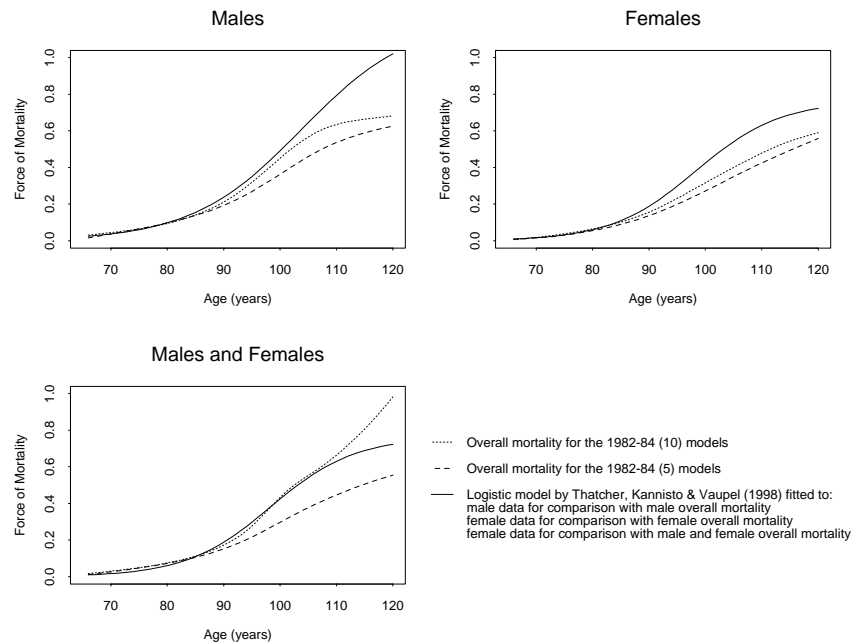 Males
Females
Force of Mortality
0.0 0.2 0.4 0.6 0.8 1.0
70 80 90 100 110 120
Age (years)
Force of Mortality
0.0 0.2 0.4 0.6 0.8 1.0
70 80 90 100 110 120
Age (years)
Males and Females
Force of Mortality
0.0 0.2 0.4 0.6 0.8 1.0
70 80 90 100 110 120
Age (years)
Overall mortality for the 1982-84 (10) models
Overall mortality for the 1982-84 (5) models
Logistic model by Thatcher, Kannisto & Vaupel (1998) fitted to:
male data for comparison with male overall mortality
female data for comparison with female overall mortality
female data for comparison with male and female overall mortality